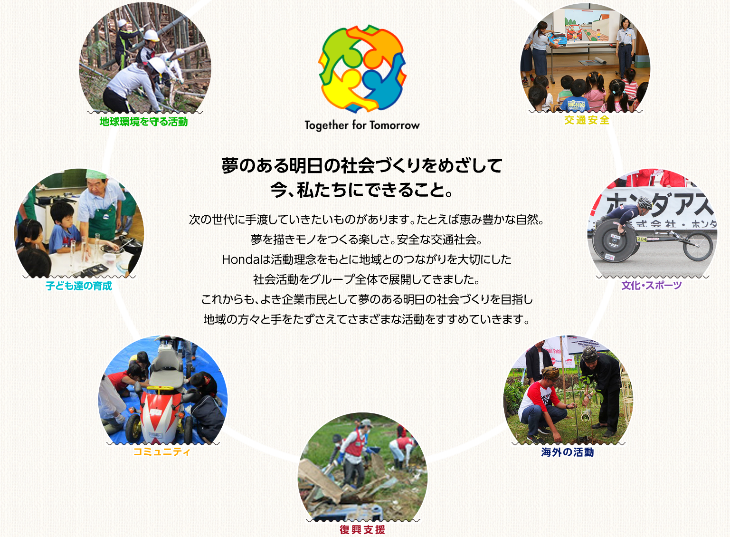 Together for Tomorrow
地球環境を守る活動
交通安全
夢のある明日の社会づくりをめざして
今、私たちにできること。
次の世代に手渡していきたいものがあります。たとえば恵み豊かな自然。
夢を描きモノをつくる楽しさ。安全な交通社会。
Hondaは活動理念をもとに地域とのつながりを大切にした
社会活動をグループ全体で展開してきました。
これからも、よき企業市民として夢のある明日の社会づくりを目指し
地域の方々と手をたずさえてさまざまな活動をすすめていきます。
子ども達の育成
ホンダアス
株式会社・ホンダ
文化・スポーツ
コミュニティ
海外の活動
復興支援